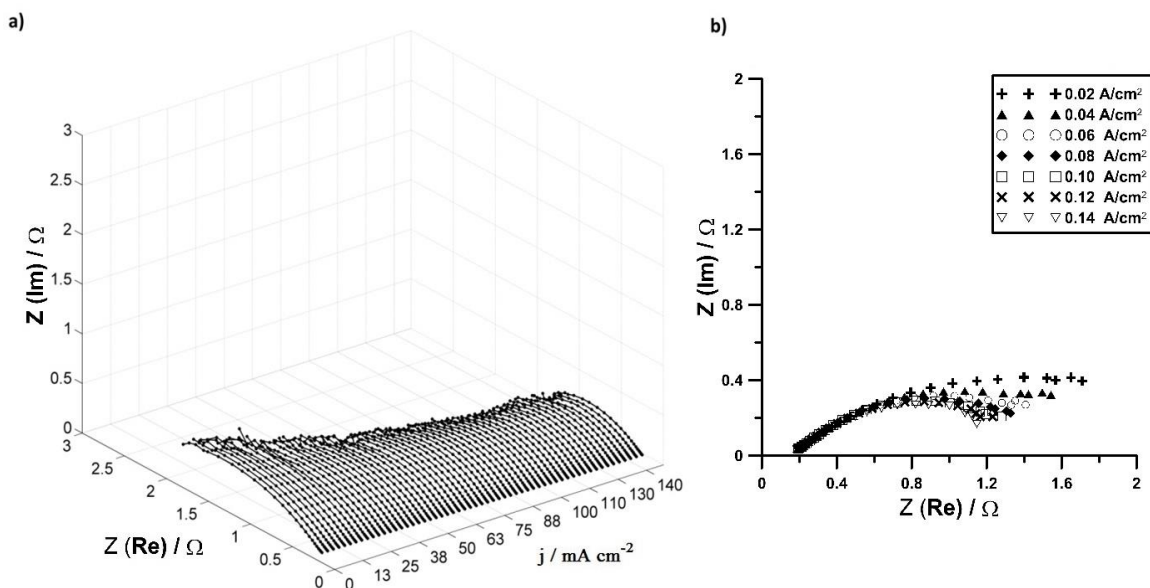 a)
3
2.5
2
1.5
1
0.5
0
Z (Im) / Ω
3
2.5
2
1.5
1
0.5
0
Z (Re) / Ω
0
13
25
38
50
63
75
88
100
110
130
140
j / mA cm⁻²
b)
2
1.6
1.2
0.8
0.4
0
Z (Im) / Ω
0.02 A/cm²
0.04 A/cm²
0.06 A/cm²
0.08 A/cm²
0.10 A/cm²
0.12 A/cm²
0.14 A/cm²
0 0.4 0.8 1.2 1.6 2
Z (Re) / Ω